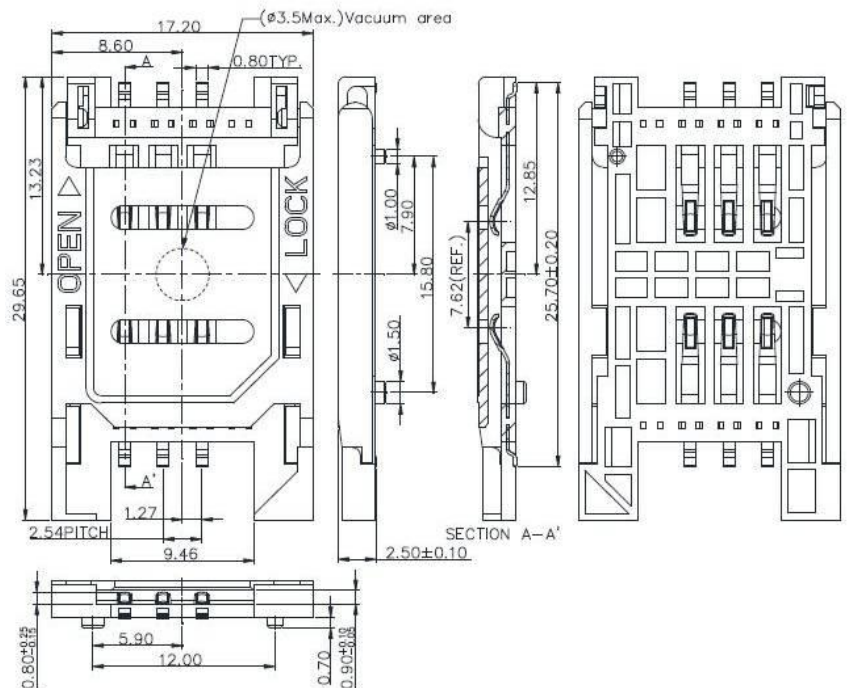 (ø3.5Max.)Vacuum area
17.20
8.60
A
0.80TYP.
13.23
29.65
OPEN
LOCK
A'
1.27
2.54PITCH
9.46
ø1.00
7.90
15.80
ø1.50
2.50±0.10
7.62(REF.)
12.85
25.70±0.20
SECTION A-A'
5.90
12.00
0.70